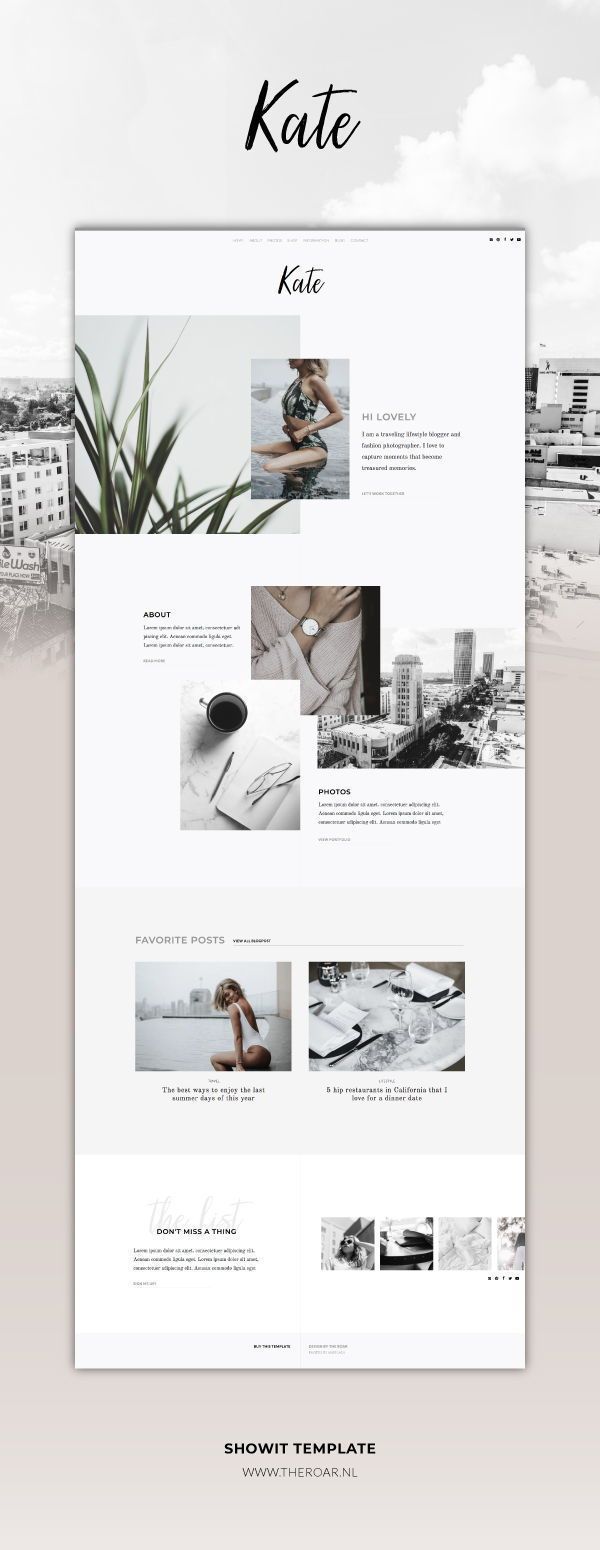 Kate
HOME ABOUT PHOTOS SHOP INFORMATION BLOG CONTACT
Kate
HI LOVELY
I am a traveling lifestyle blogger and
fashion photographer. I love to
capture moments that become
treasured memories.
LET'S WORK TOGETHER
ABOUT
Lorem ipsum dolor sit amet, consectetuer adi
piscing elit. Aenean commodo ligula eget.
Lorem ipsum dolor sit amet, consectetuer.
READ MORE
PHOTOS
Lorem ipsum dolor sit amet, consectetuer adipiscing elit.
Aenean commodo ligula eget. Lorem ipsum dolor sit amet,
consectetuer adipiscing elit. Aenean commodo ligula eget
VIEW PORTFOLIO
FAVORITE POSTS VIEW ALL BLOGPOST
TRAVEL
The best ways to enjoy the last
summer days of this year
LIFESTYLE
5 hip restaurants in California that I
love for a dinner date
the list
DON'T MISS A THING
Lorem ipsum dolor sit amet, consectetuer adipiscing elit.
Aenean commodo ligula eget. Lorem ipsum dolor sit amet,
consectetuer adipiscing elit. Aenean commodo ligula eget
SIGN ME UP!
BUY THIS TEMPLATE
DESIGN BY THE ROAR
SHOWIT TEMPLATE
WWW.THEROAR.NL